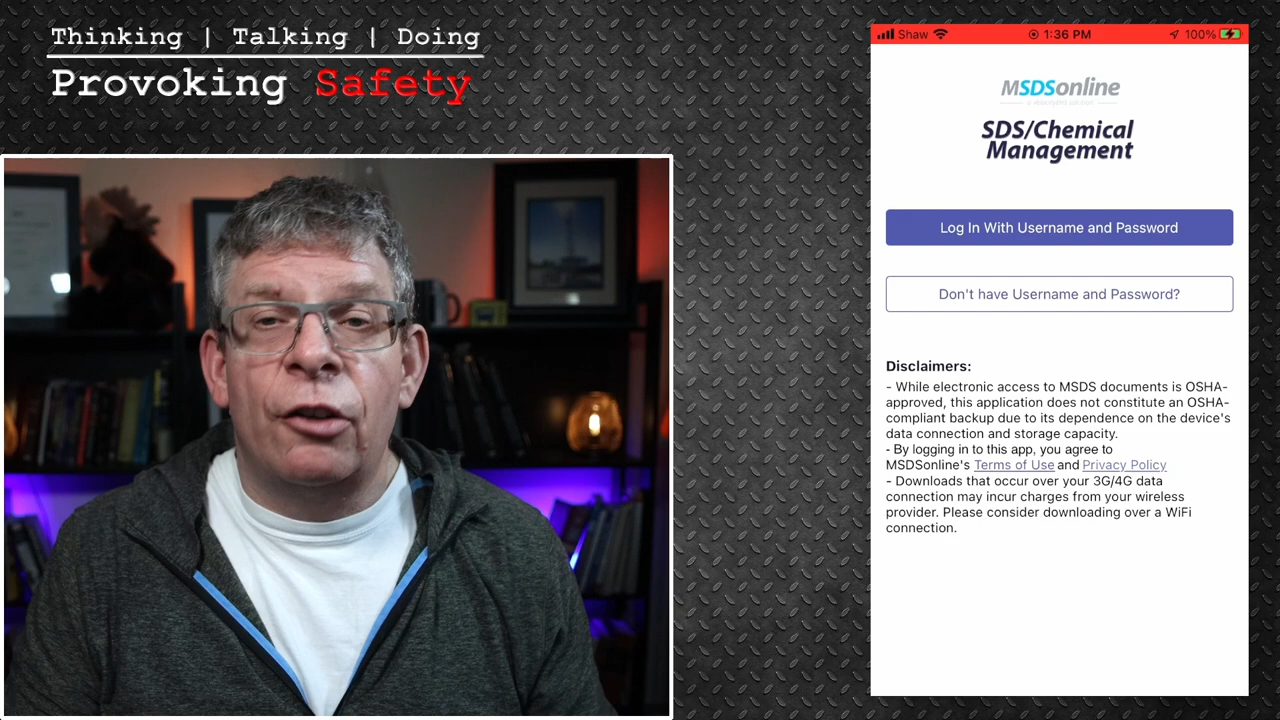 Thinking | Talking | Doing
Provoking Safety
Shaw
1:36 PM
100%
MSDSonline
SDS/Chemical
Management
Log In With Username and Password
Don't have Username and Password?
Disclaimers:
- While electronic access to MSDS documents is OSHA-
approved, this application does not constitute an OSHA-
compliant backup due to its dependence on the device's
data connection and storage capacity.
- By logging in to this app, you agree to
MSDSonline's Terms of Use and Privacy Policy
- Downloads that occur over your 3G/4G data
connection may incur charges from your wireless
provider. Please consider downloading over a WiFi
connection.